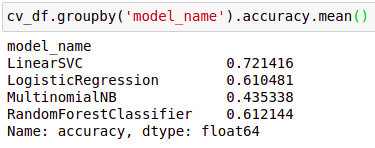 cv_df.groupby('model_name').accuracy.mean()
model_name
LinearSVC                 0.721416
LogisticRegression        0.610481
MultinomialNB             0.435338
RandomForestClassifier    0.612144
Name: accuracy, dtype: float64